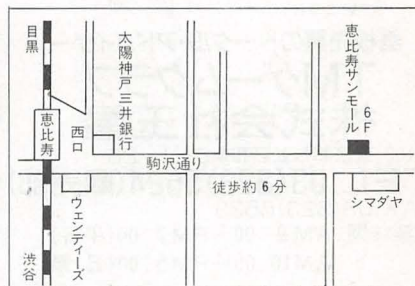 目黒
恵比寿
渋谷
西口
太陽神戸三井銀行
ウェンディーズ
駒沢通り
徒歩約6分
恵比寿サンモール
6F
シマダヤ